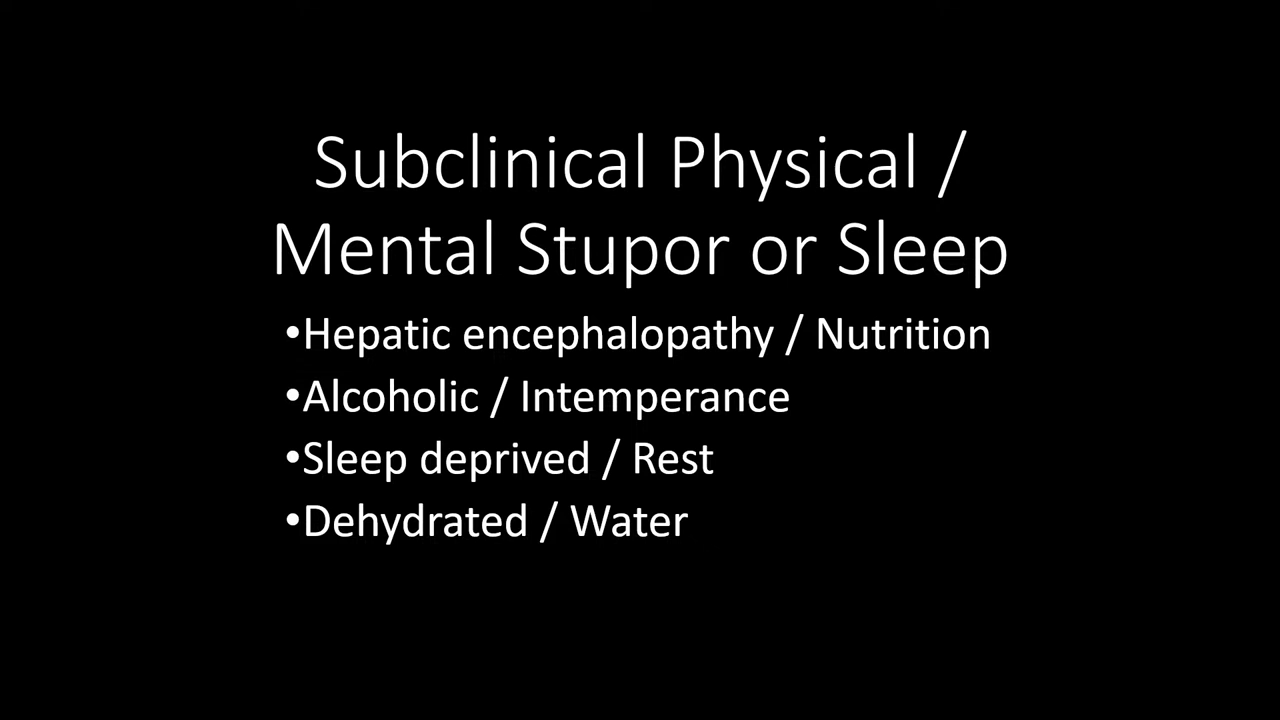 Subclinical Physical /
Mental Stupor or Sleep
•Hepatic encephalopathy / Nutrition
•Alcoholic / Intemperance
•Sleep deprived / Rest
•Dehydrated / Water